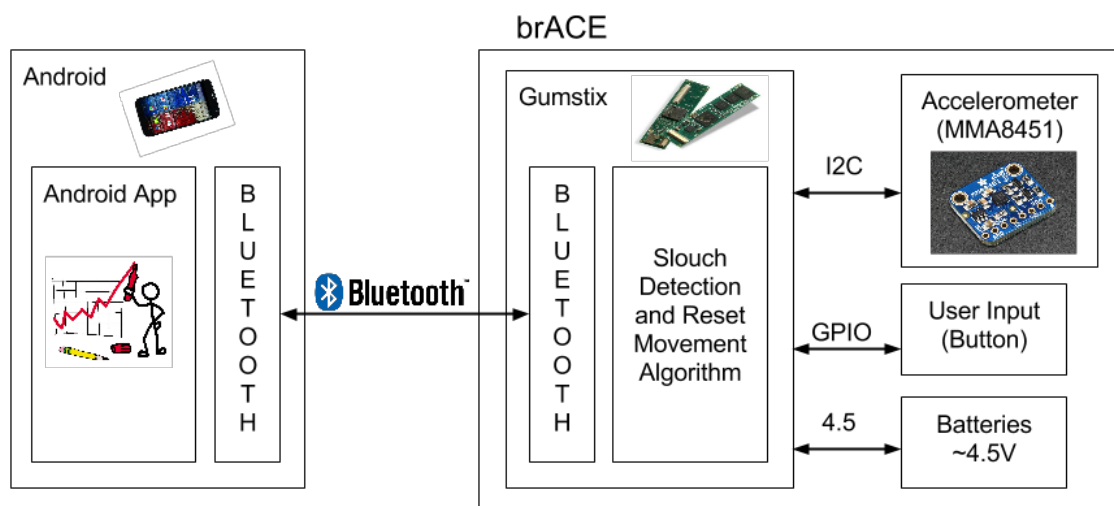 brACE
Android
Android App
B
L
U
E
T
O
O
T
H
Bluetooth™
Gumstix
B
L
U
E
T
O
O
T
H
Slouch
Detection
and Reset
Movement
Algorithm
I2C
GPIO
4.5
Accelerometer
(MMA8451)
User Input
(Button)
Batteries
~4.5V